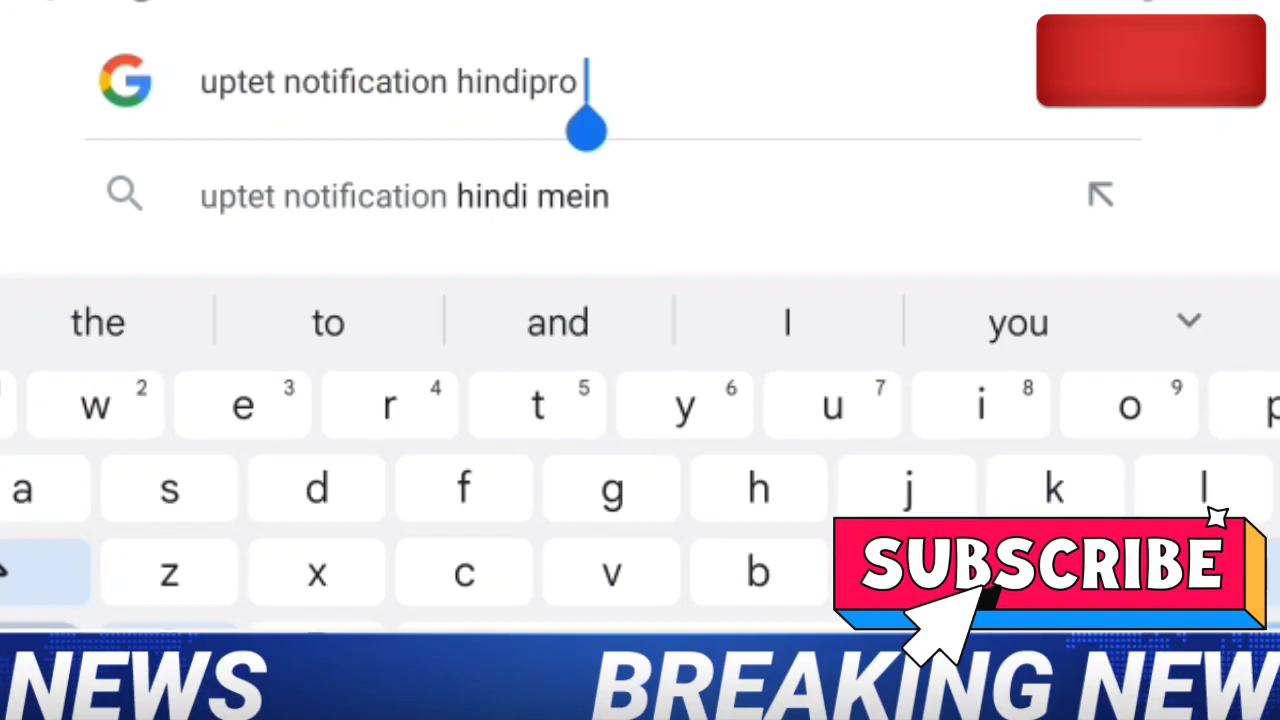 uptet notification hindipro
uptet notification hindi mein
the to and I you
w 2 e 3 r 4 t 5 y 6 u 7 i 8 o 9 p
a s d f g h j k l
z x c v b
SUBSCRIBE
NEWS BREAKING NEW